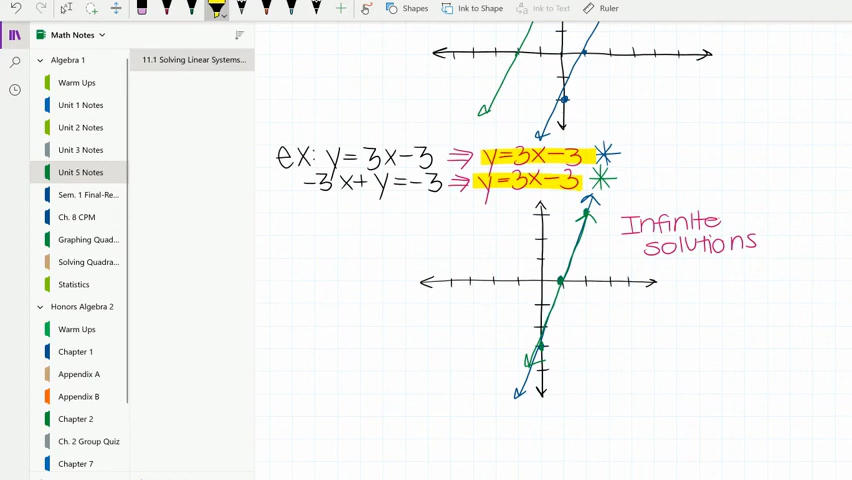 Shapes
Ink to Shape
Ink to Text
Ruler
Math Notes
Algebra 1
Warm Ups
Unit 1 Notes
Unit 2 Notes
Unit 3 Notes
Unit 5 Notes
Sem. 1 Final-Re...
Ch. 8 CPM
Graphing Quad...
Solving Quadra...
Statistics
Honors Algebra 2
Warm Ups
Chapter 1
Appendix A
Appendix B
Chapter 2
Ch. 2 Group Quiz
Chapter 7
11.1 Solving Linear Systems...
ex: y=3x-3 ⇒ y=3x-3 *
-3x+y=-3 ⇒ y=3x-3 *
Infinite
solutions